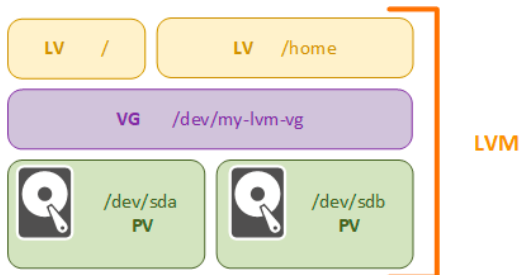 LV /
LV /home
VG /dev/my-lvm-vg
LVM
/dev/sda
PV
/dev/sdb
PV